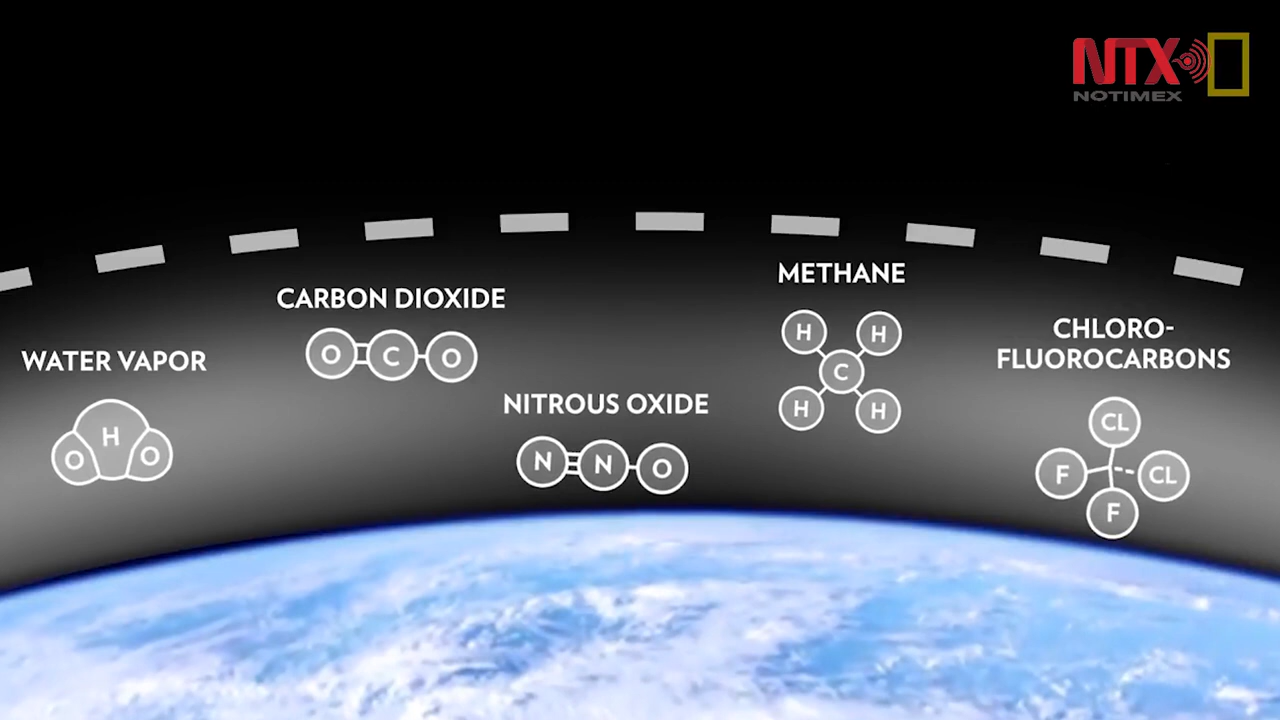 NTX
NOTIMEX
METHANE
CARBON DIOXIDE
CHLORO-
FLUOROCARBONS
WATER VAPOR
NITROUS OXIDE
H H
C
H H
O C O
CL
F CL
F
H
O O
N N O